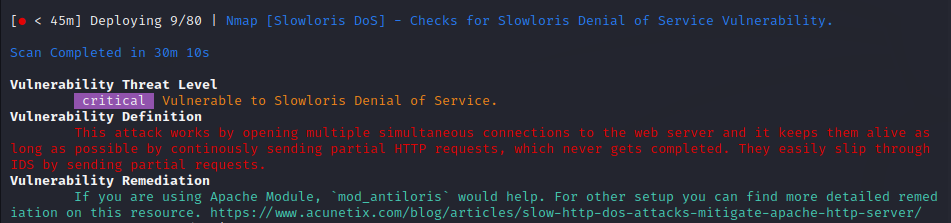 [● < 45m] Deploying 9/80 | Nmap [Slowloris DoS] - Checks for Slowloris Denial of Service Vulnerability.
Scan Completed in 30m 10s
Vulnerability Threat Level
critical Vulnerable to Slowloris Denial of Service.
Vulnerability Definition
This attack works by opening multiple simultaneous connections to the web server and it keeps them alive as
long as possible by continously sending partial HTTP requests, which never gets completed. They easily slip through
IDS by sending partial requests.
Vulnerability Remediation
If you are using Apache Module, `mod_antiloris` would help. For other setup you can find more detailed remed
iation on this resource. https://www.acunetix.com/blog/articles/slow-http-dos-attacks-mitigate-apache-http-server/